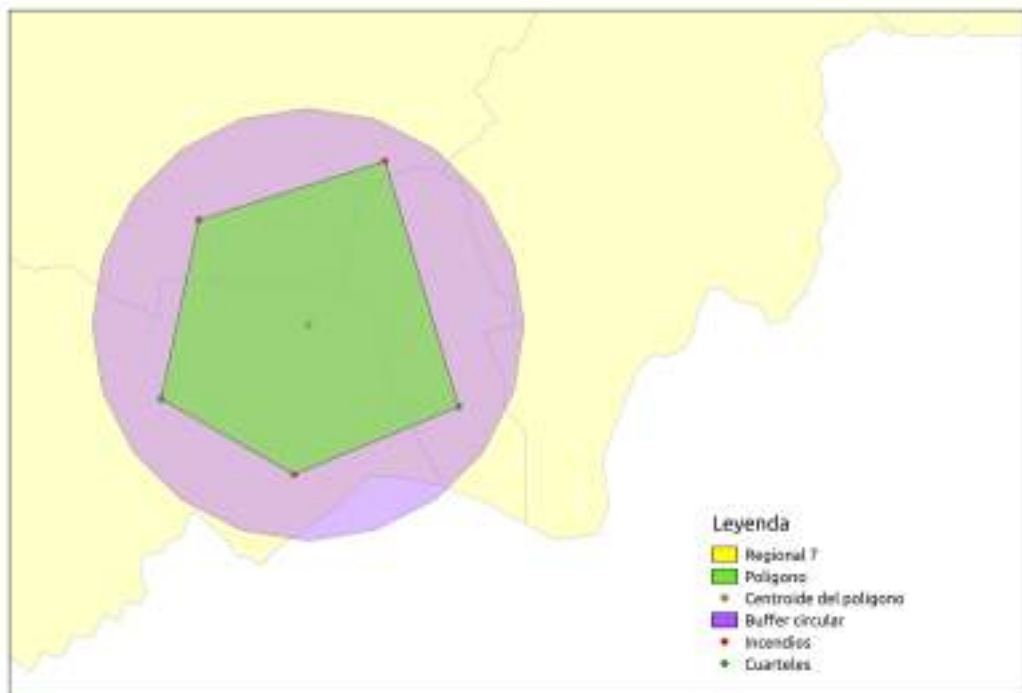 Leyenda
Regional 7
Poligono
Centroide del poligono
Buffer circular
Incendios
Cuarteles